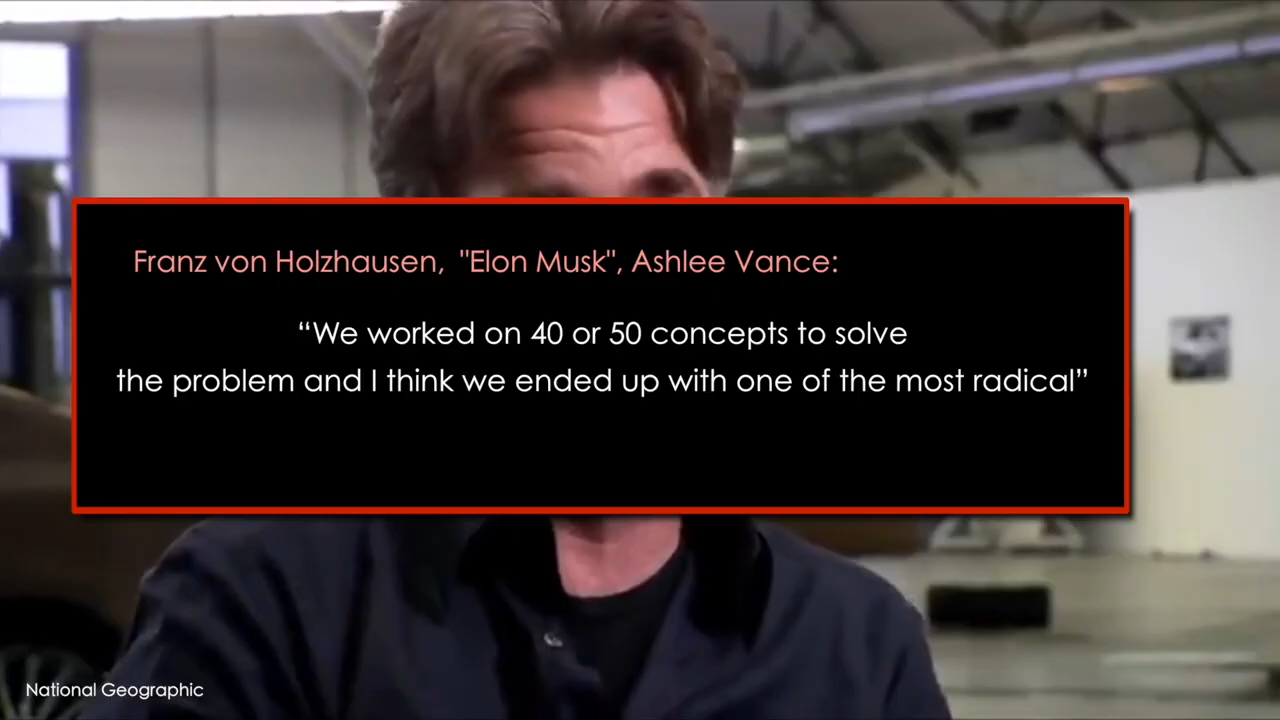 Franz von Holzhausen, "Elon Musk", Ashlee Vance:
“We worked on 40 or 50 concepts to solve
the problem and I think we ended up with one of the most radical”
National Geographic